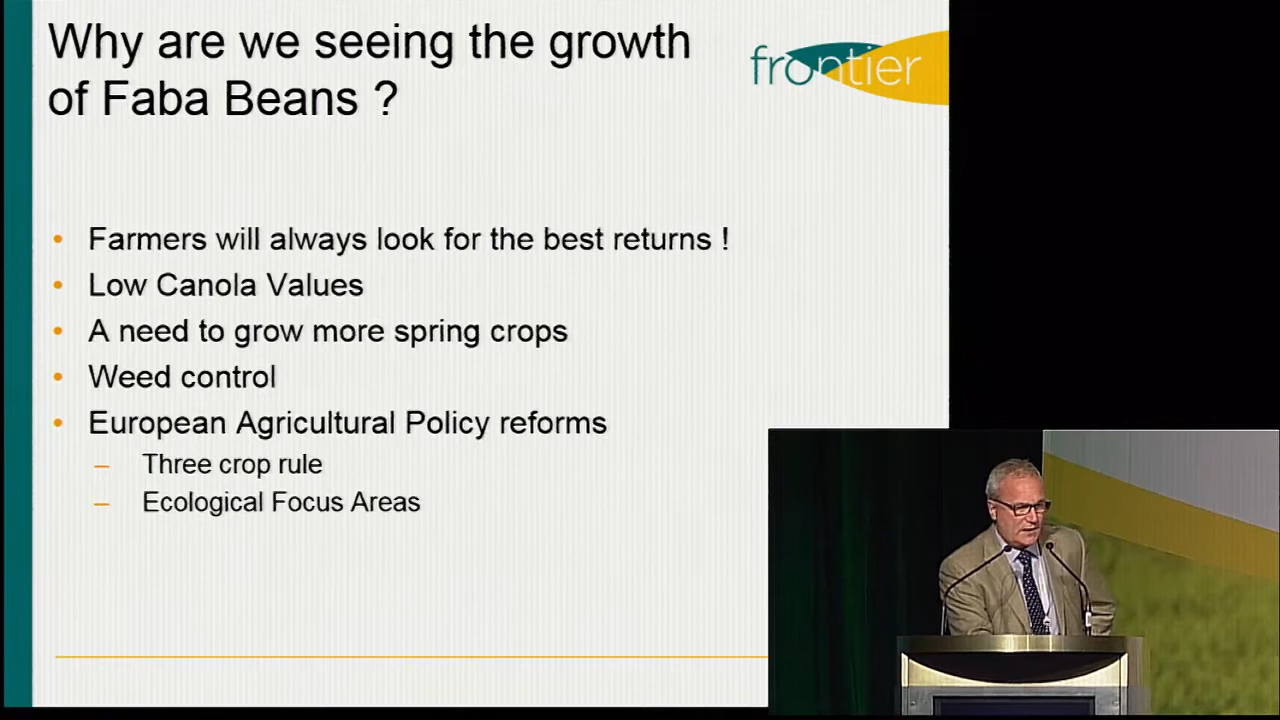 Why are we seeing the growth
of Faba Beans ?
frontier
• Farmers will always look for the best returns !
• Low Canola Values
• A need to grow more spring crops
• Weed control
• European Agricultural Policy reforms
– Three crop rule
– Ecological Focus Areas